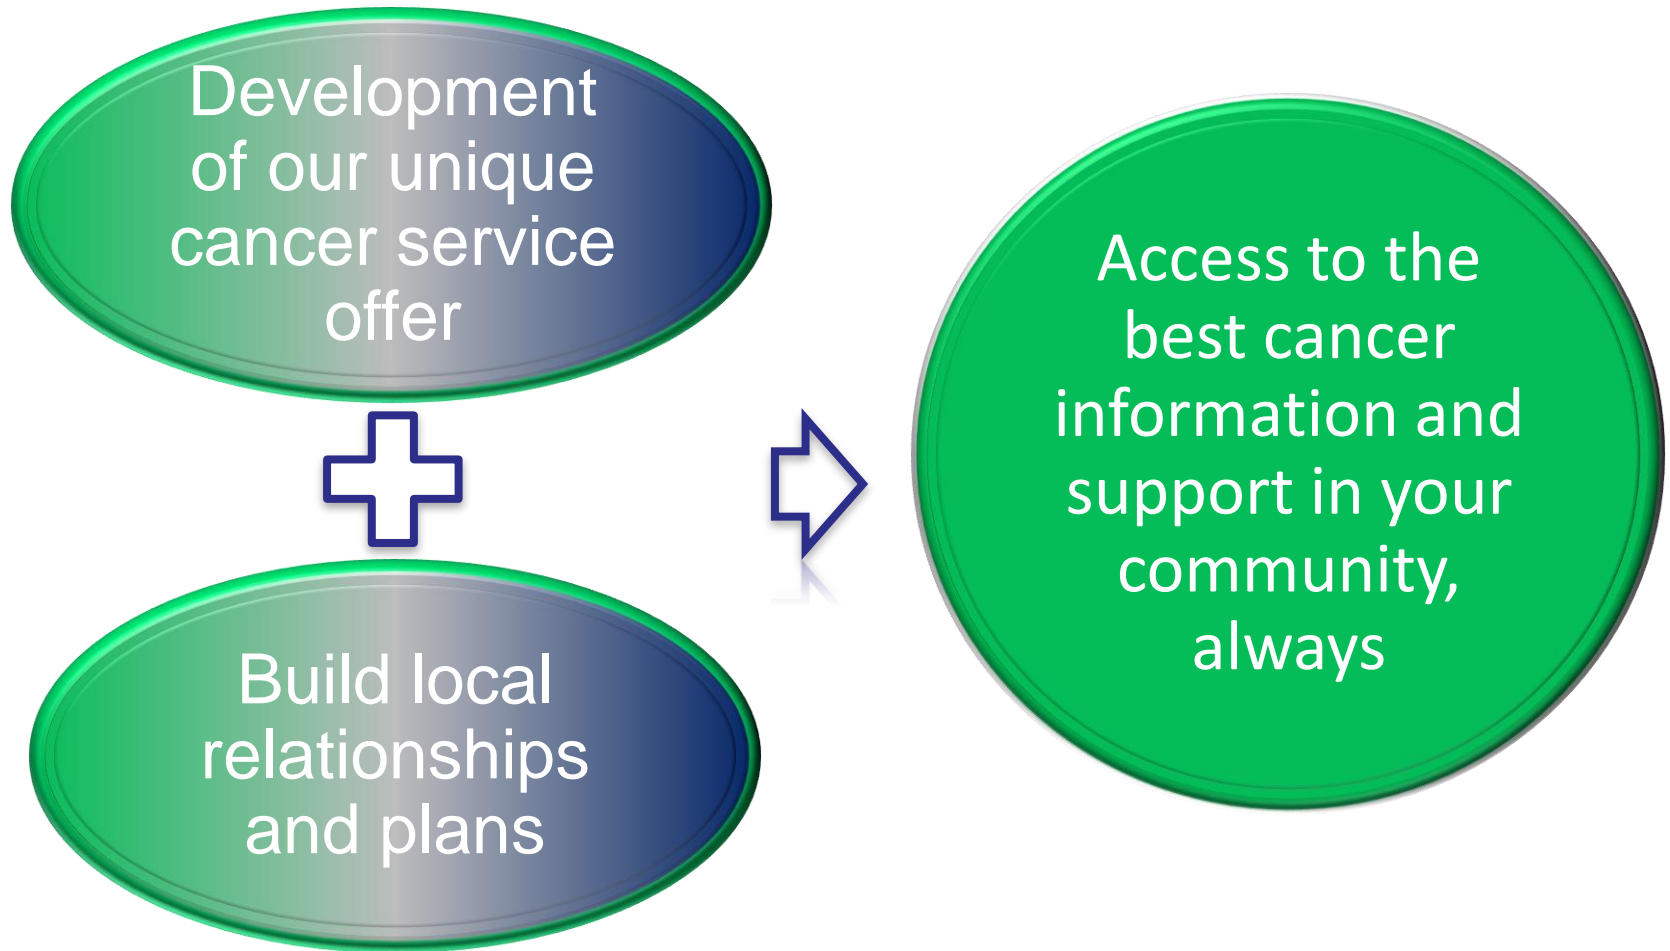 Development
of our unique
cancer service
offer
Build local
relationships
and plans
Access to the
best cancer
information and
support in your
community,
always